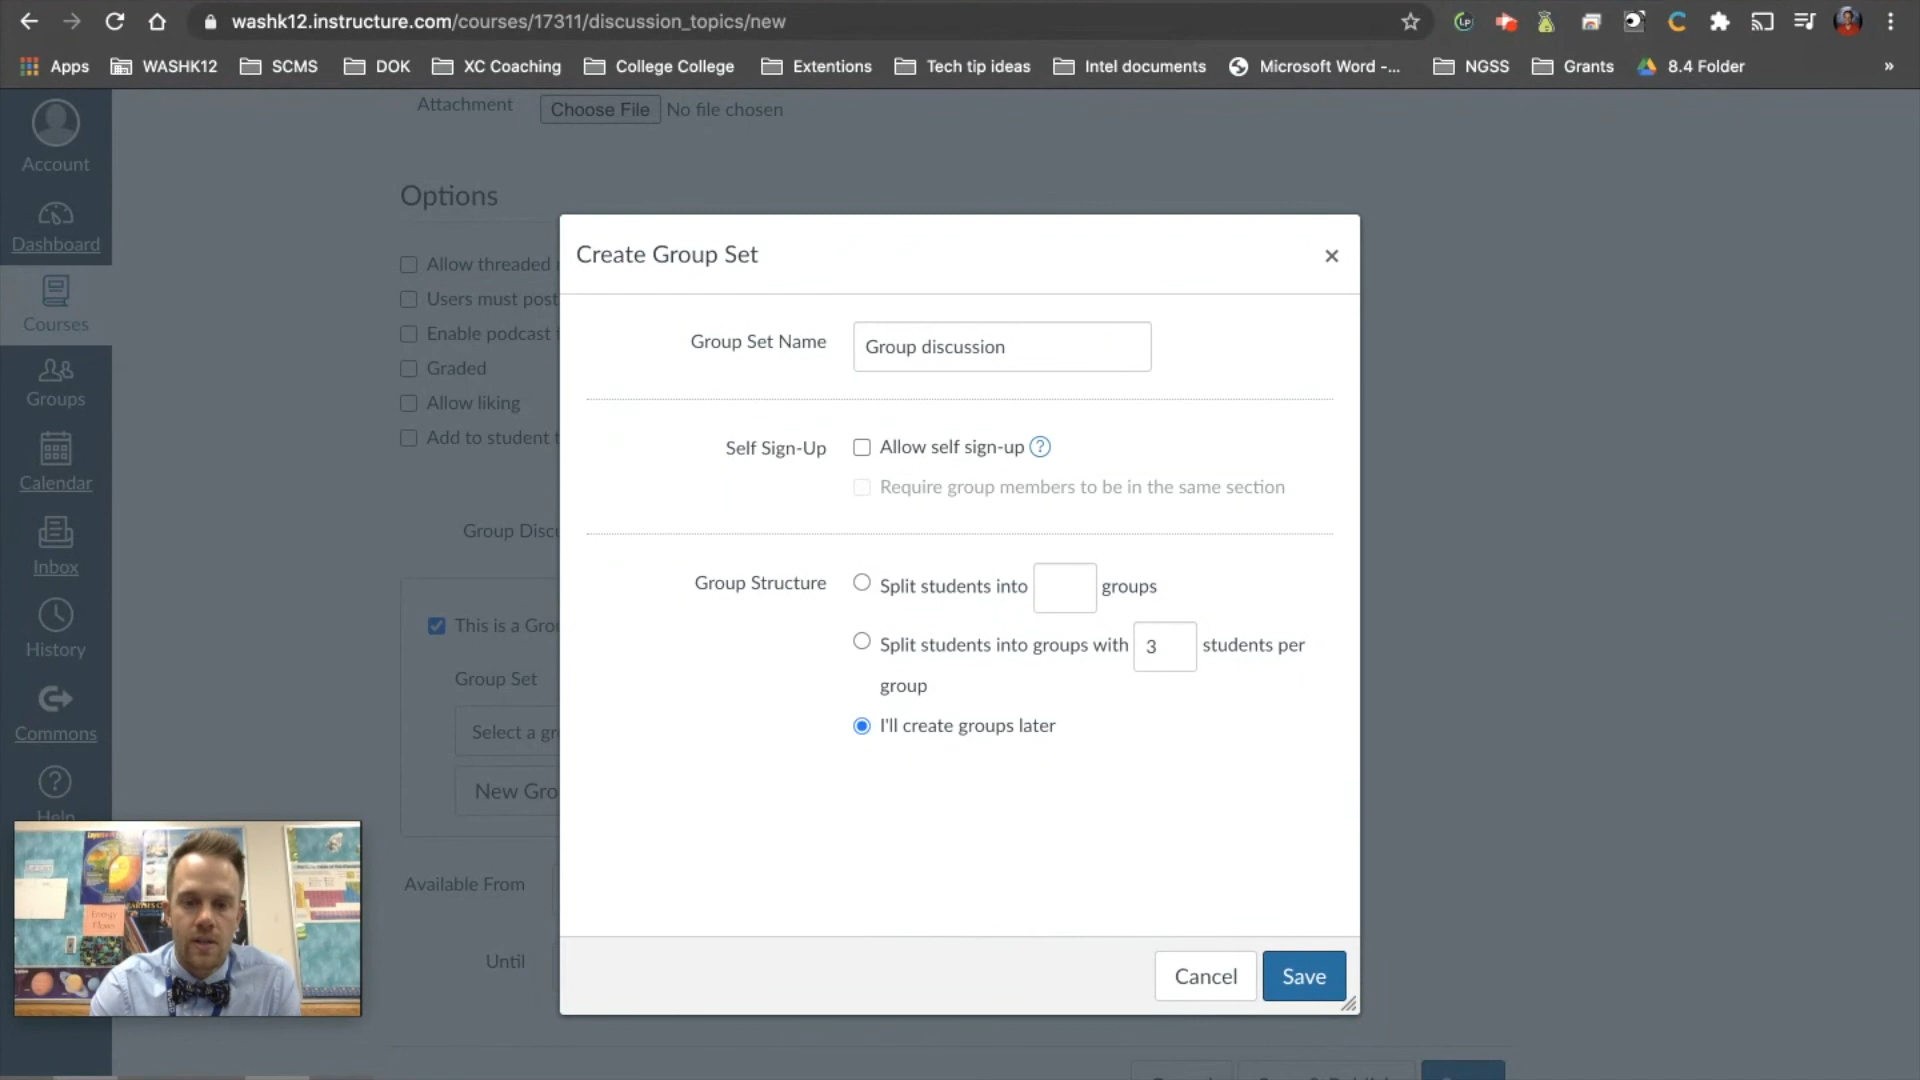 washk12.instructure.com/courses/17311/discussion_topics/new
Apps WASHK12 SCMS DOK XC Coaching College College Extentions Tech tip ideas Intel documents Microsoft Word -... NGSS Grants 8.4 Folder »
Attachment Choose File No file chosen
Account
Dashboard
Courses
Groups
Calendar
Inbox
History
Commons
Help
Options
Allow threaded
Users must post
Enable podcast
Graded
Allow liking
Add to student
Group Discu
This is a Grou
Group Set
Select a gr
New Gro
Available From
Until
Create Group Set ×
Group Set Name Group discussion
Self Sign-Up Allow self sign-up ?
Require group members to be in the same section
Group Structure Split students into groups
Split students into groups with 3 students per
group
I'll create groups later
Cancel Save
Energy
Flows